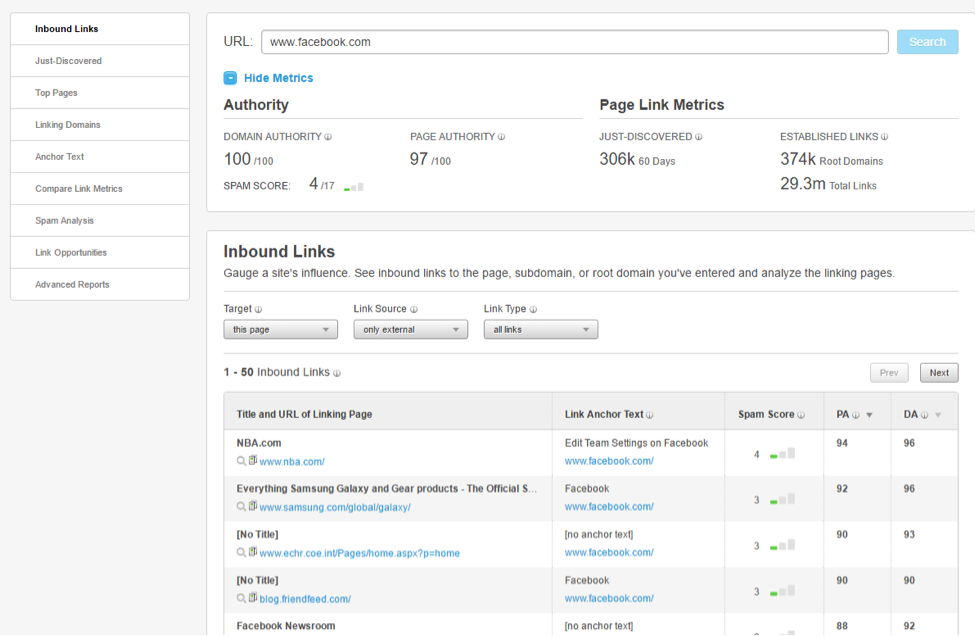 Inbound Links
Just-Discovered
Top Pages
Linking Domains
Anchor Text
Compare Link Metrics
Spam Analysis
Link Opportunities
Advanced Reports
URL: www.facebook.com Search
Hide Metrics
Authority Page Link Metrics
DOMAIN AUTHORITY PAGE AUTHORITY JUST-DISCOVERED ESTABLISHED LINKS
100 /100 97 /100 306k 60 Days 374k Root Domains
SPAM SCORE: 4 /17 29.3m Total Links
Inbound Links
Gauge a site's influence. See inbound links to the page, subdomain, or root domain you've entered and analyze the linking pages.
Target Link Source Link Type
this page only external all links
1 - 50 Inbound Links Prev Next
Title and URL of Linking Page Link Anchor Text Spam Score PA DA
NBA.com Edit Team Settings on Facebook 4 94 96
www.nba.com/ www.facebook.com/
Everything Samsung Galaxy and Gear products - The Official S... Facebook 3 92 96
www.samsung.com/global/galaxy/ www.facebook.com/
[No Title] [no anchor text] 3 90 93
www.echr.coe.int/Pages/home.aspx?p=home www.facebook.com/
[No Title] Facebook 3 90 90
blog.friendfeed.com/ www.facebook.com/
Facebook Newsroom [no anchor text] 88 92